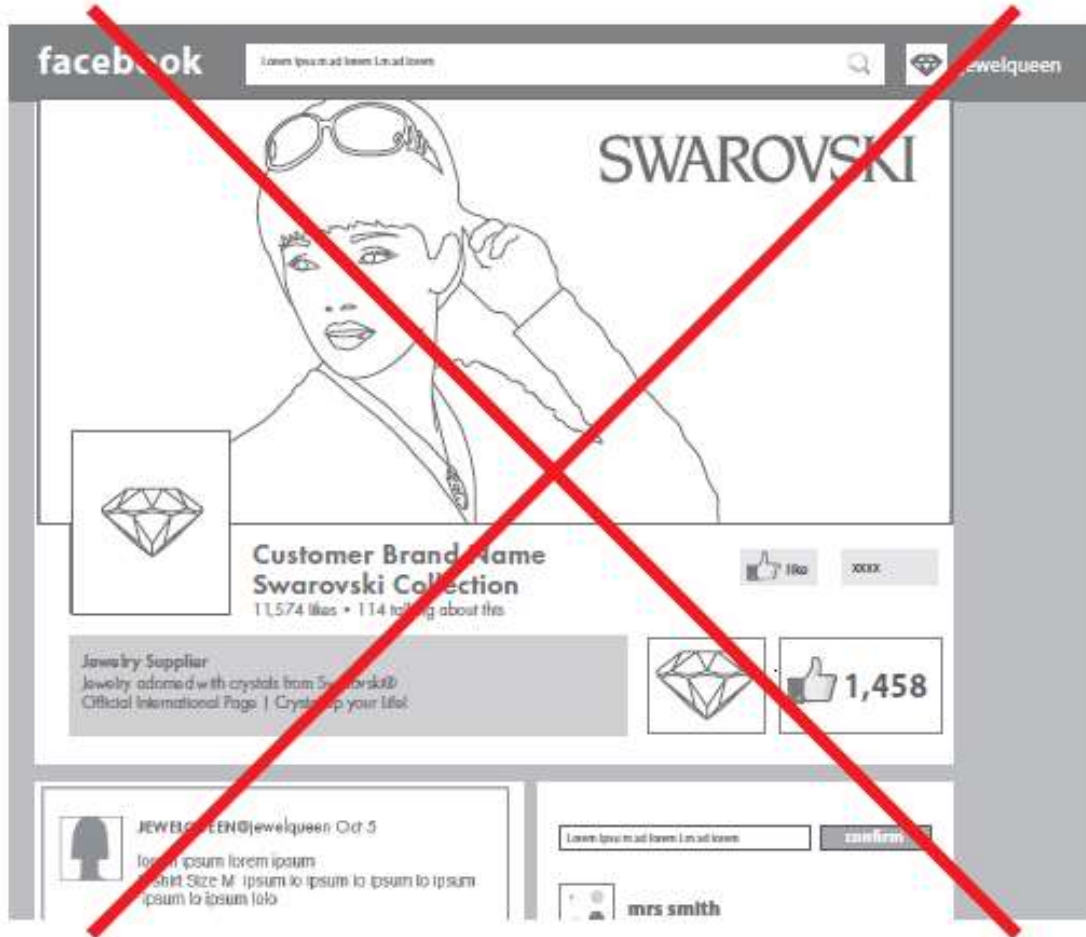 facebook
Lorem Ipsum ad lorem Lm ad lorem
jewelqueen
SWAROVSKI
Customer Brand Name
Swarovski Collection
11,574 likes • 114 talking about this
like
xxxx
Jewelry Supplier
Jewelry adorned with crystals from Swarovski®
Official International Page | Crystal up your Life!
1,458
JEWELQUEEN@jewelqueen Oct 5
lorem ipsum lorem ipsum
T-Shirt Size M ipsum lo ipsum lo ipsum lo ipsum
ipsum lo ipsum lolo
Lorem Ipsum ad lorem Lm ad lorem
confirm
mrs smith